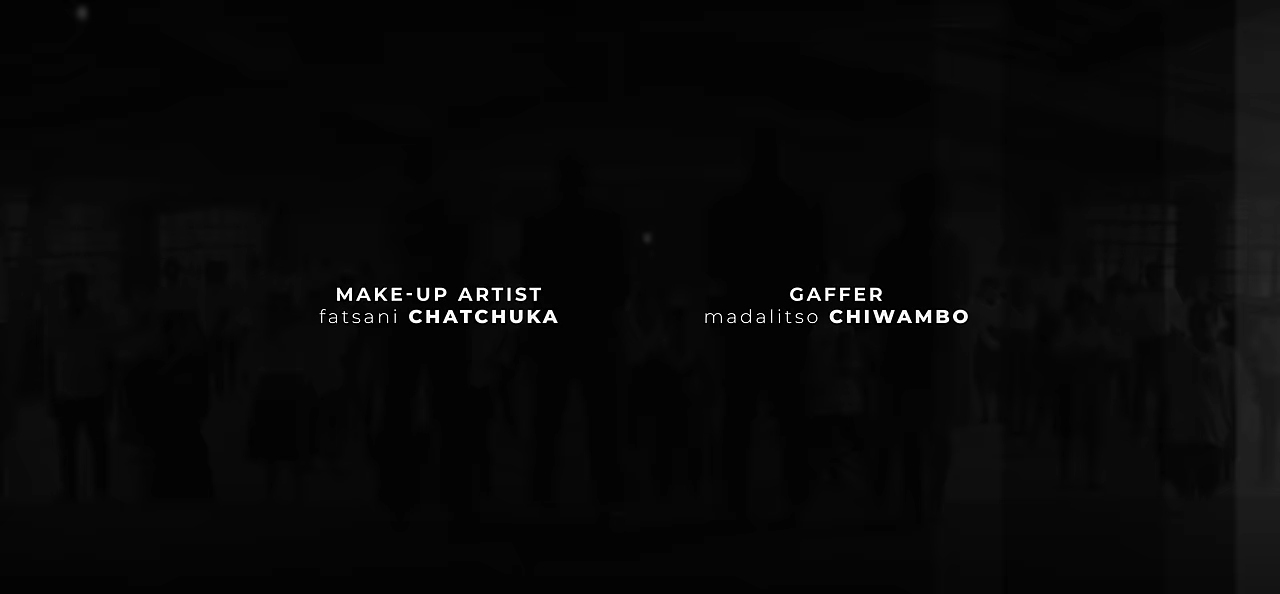 MAKE-UP ARTIST
fatsani CHATCHUKA
GAFFER
madalitso CHIWAMBO